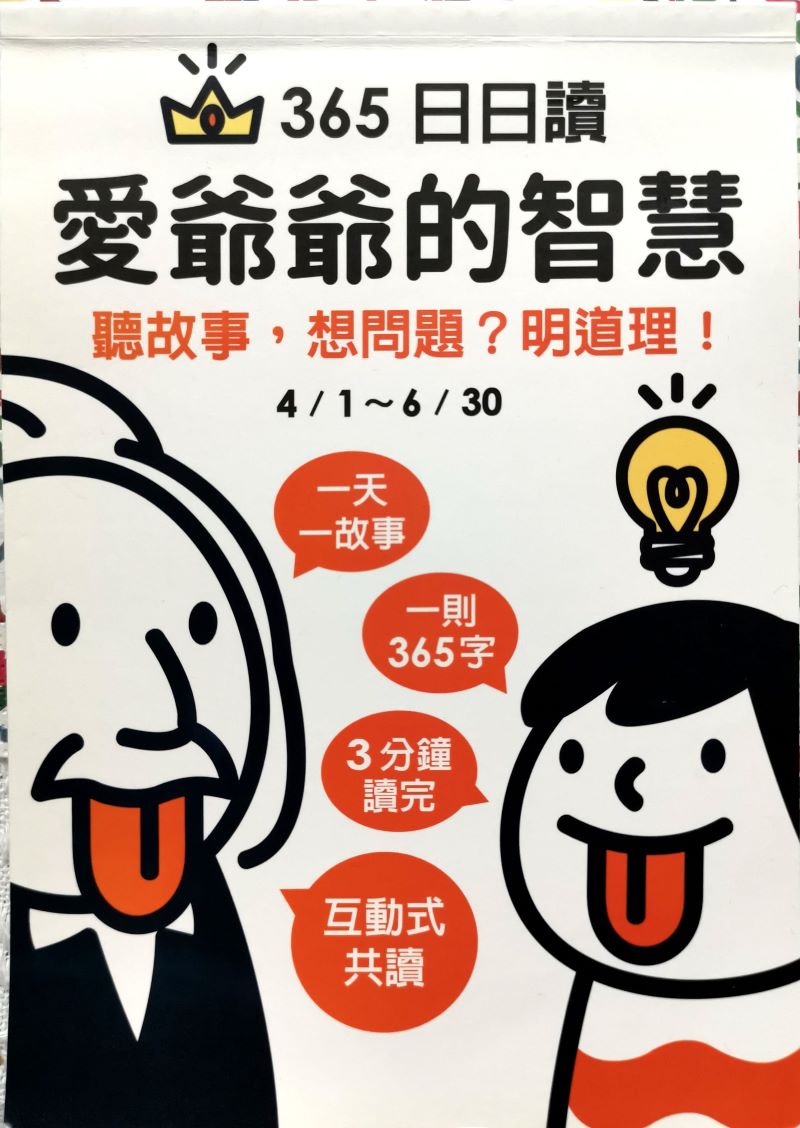 365 日日讀
愛爺爺的智慧
聽故事，想問題？明道理！
4 / 1～6 / 30
一天
一故事
一則
365字
3 分鐘
讀完
互動式
共讀